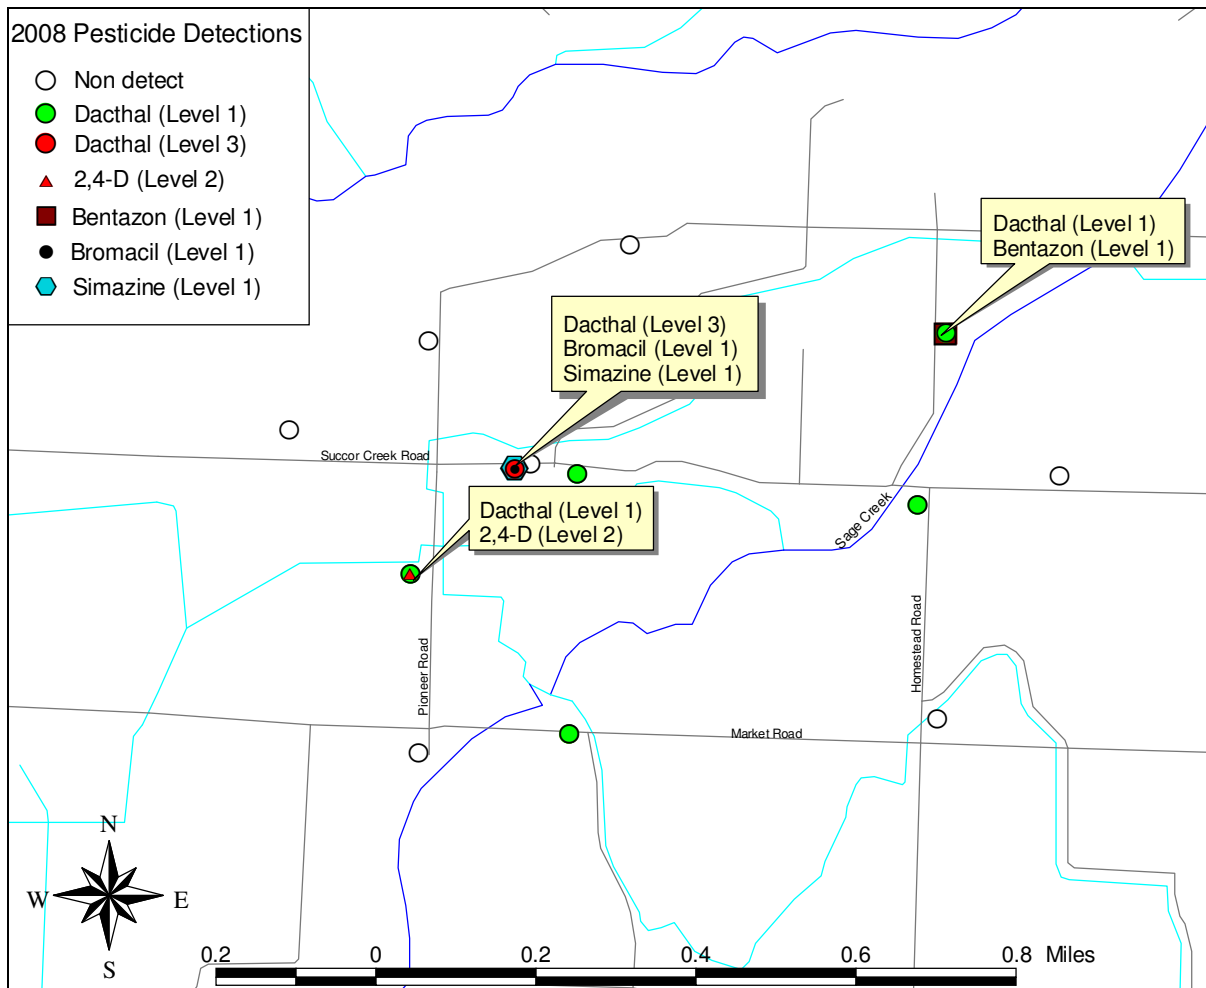 2008 Pesticide Detections
Non detect
Dacthal (Level 1)
Dacthal (Level 3)
2,4-D (Level 2)
Bentazon (Level 1)
Bromacil (Level 1)
Simazine (Level 1)
Dacthal (Level 1)
Bentazon (Level 1)
Dacthal (Level 3)
Bromacil (Level 1)
Simazine (Level 1)
Succor Creek Road
Dacthal (Level 1)
2,4-D (Level 2)
Sage Creek
Pioneer Road
Homestead Road
Market Road
N
W
E
S
0.2 0 0.2 0.4 0.6 0.8 Miles